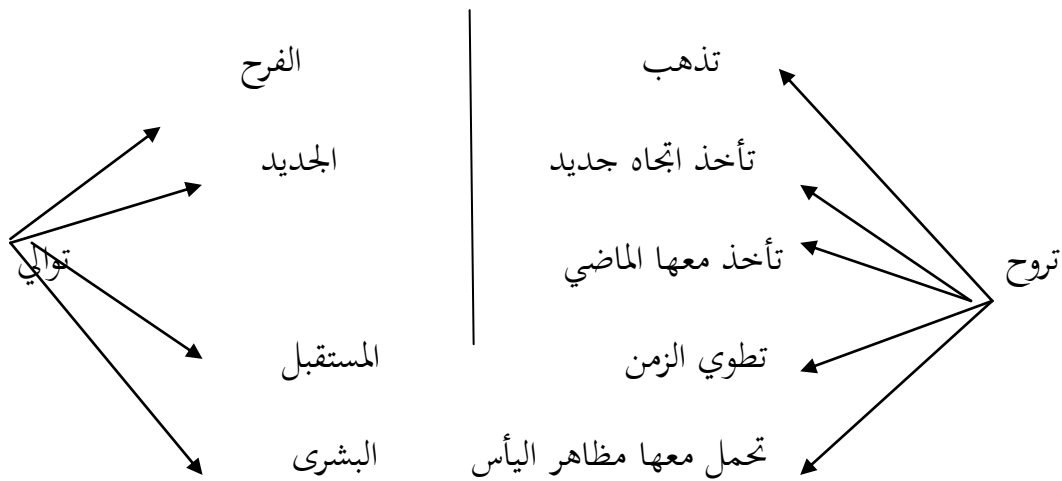 تذهب الفرح
تأخذ اتجاه جديد الجديد
تروح تأخذ معها الماضي توالي
تطوي الزمن المستقبل
تحمل معها مظاهر اليأس البشرى